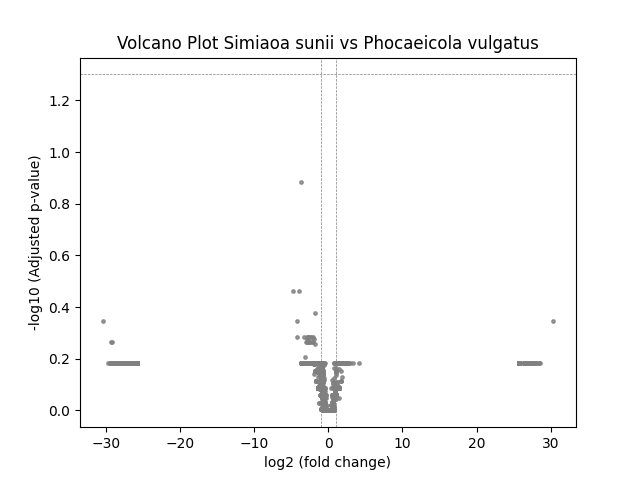 Volcano Plot Simiaoa sunii vs Phocaeicola vulgatus
-log10 (Adjusted p-value)
1.2
1.0
0.8
0.6
0.4
0.2
0.0
−30 −20 −10 0 10 20 30
log2 (fold change)